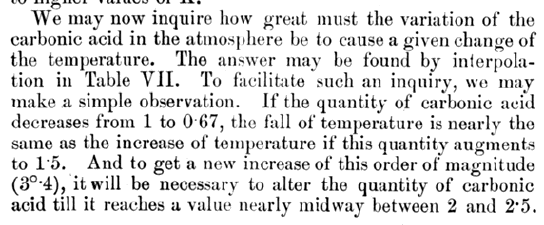 We may now inquire how great must the variation of the
carbonic acid in the atmosphere be to cause a given change of
the temperature. The answer may be found by interpola-
tion in Table VII. To facilitate such an inquiry, we may
make a simple observation. If the quantity of carbonic acid
decreases from 1 to 0·67, the fall of temperature is nearly the
same as the increase of temperature if this quantity augments
to 1·5. And to get a new increase of this order of magnitude
(3°·4), it will be necessary to alter the quantity of carbonic
acid till it reaches a value nearly midway between 2 and 2·5.